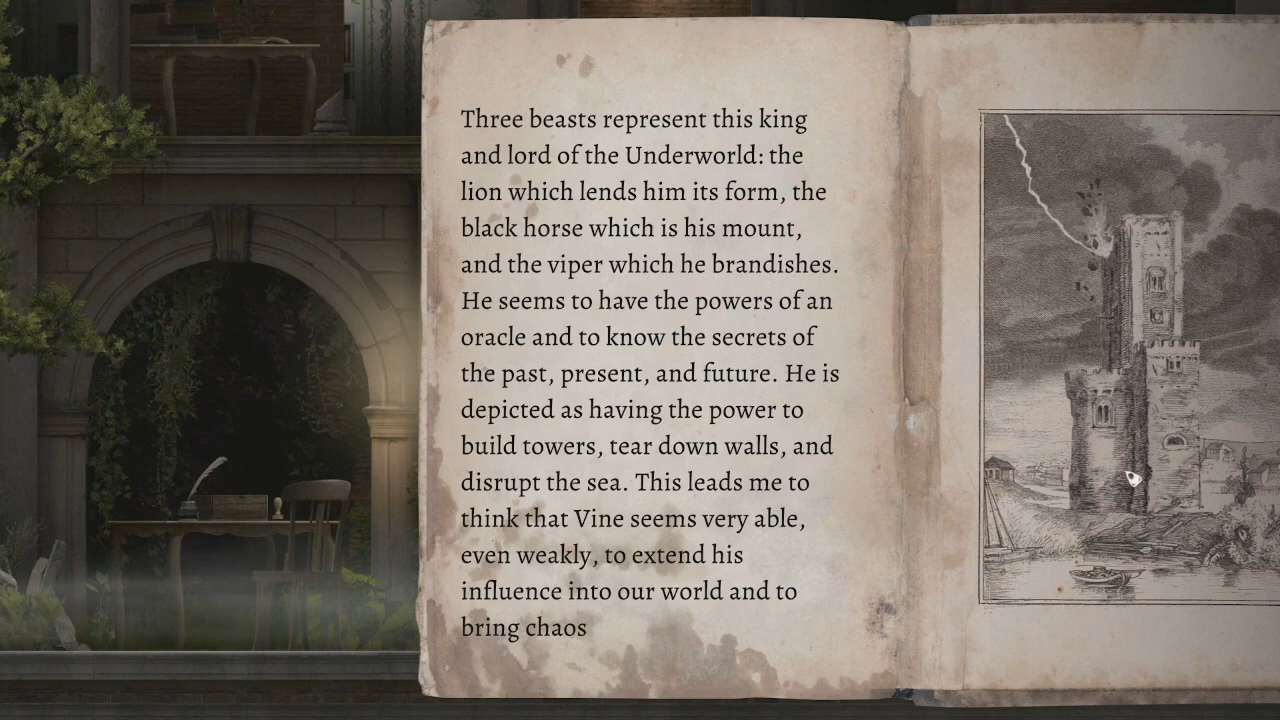 Three beasts represent this king
and lord of the Underworld: the
lion which lends him its form, the
black horse which is his mount,
and the viper which he brandishes.
He seems to have the powers of an
oracle and to know the secrets of
the past, present, and future. He is
depicted as having the power to
build towers, tear down walls, and
disrupt the sea. This leads me to
think that Vine seems very able,
even weakly, to extend his
influence into our world and to
bring chaos